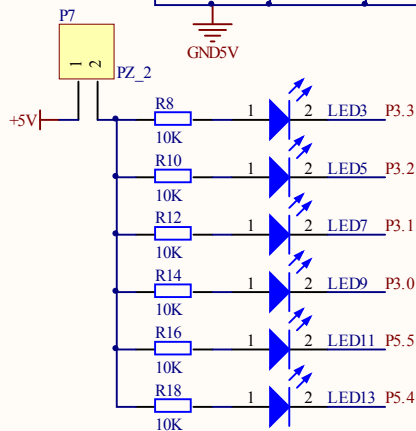 GND5V
P7
1
2
PZ_2
+5V
R8
10K
1
2
LED3
P3.3
R10
10K
1
2
LED5
P3.2
R12
10K
1
2
LED7
P3.1
R14
10K
1
2
LED9
P3.0
R16
10K
1
2
LED11
P5.5
R18
10K
1
2
LED13
P5.4